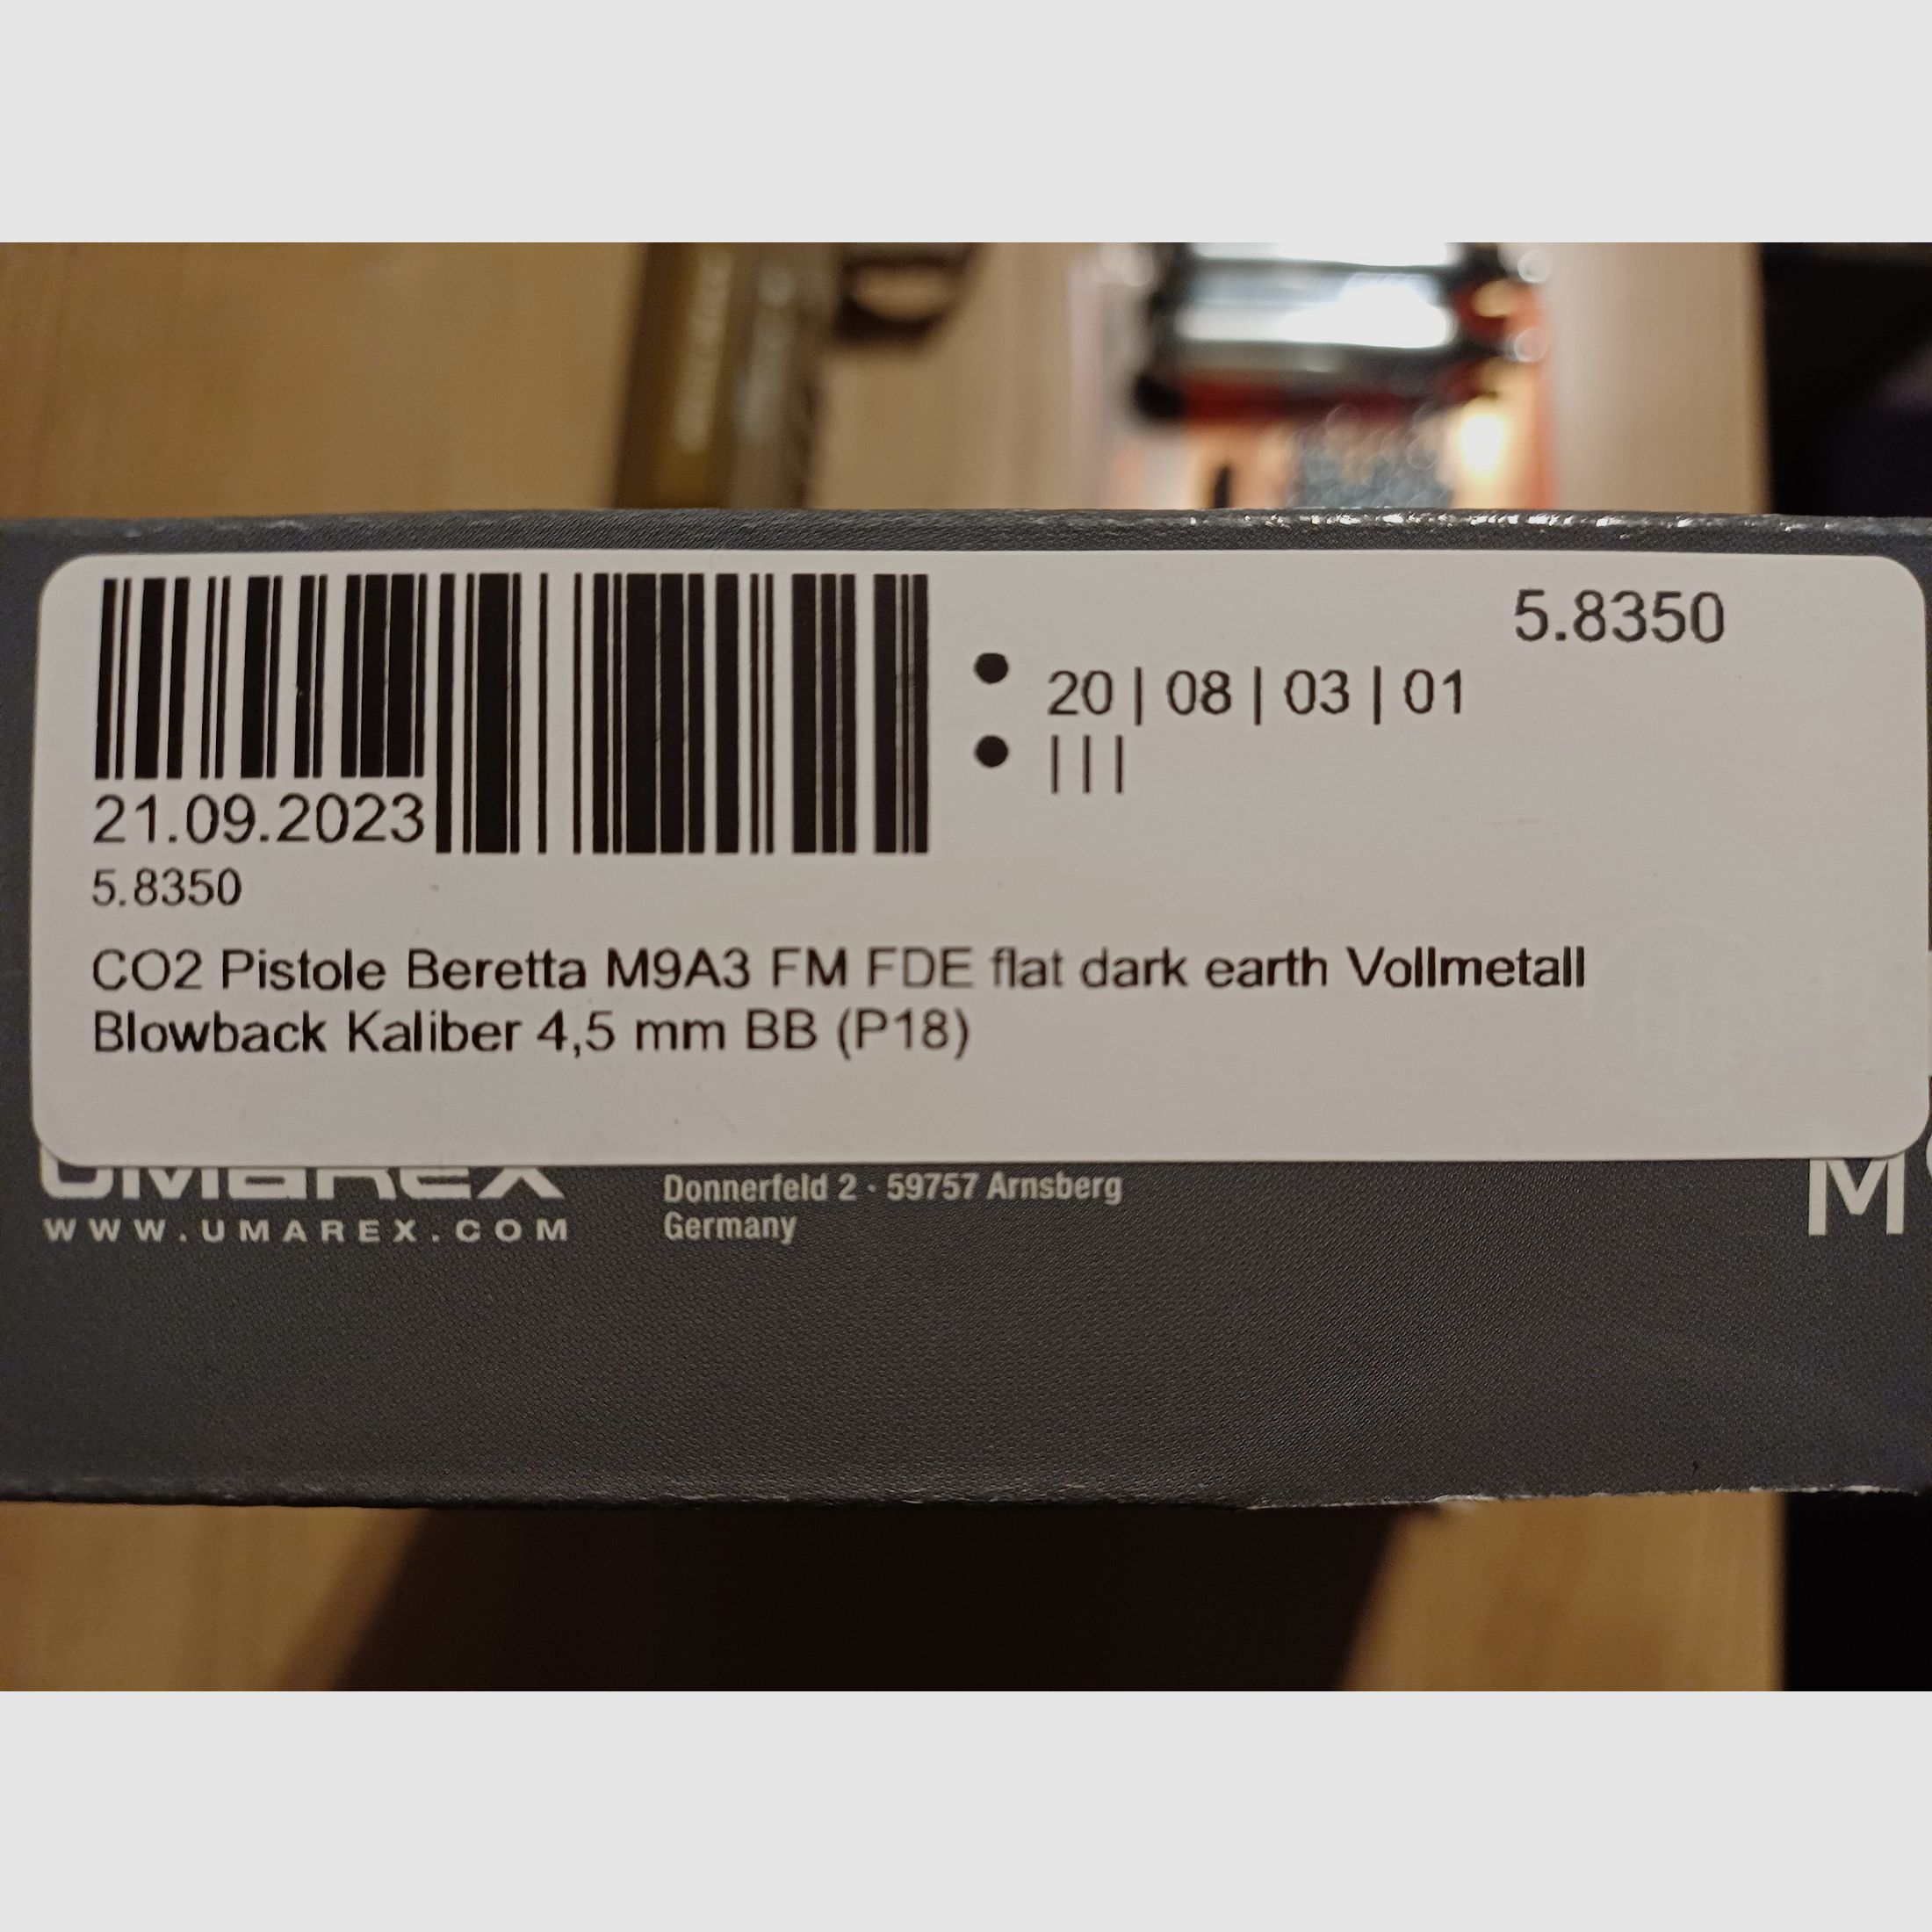 5.8350
20 | 08 | 03 | 01
| | |
21.09.2023
5.8350
CO2 Pistole Beretta M9A3 FM FDE flat dark earth Vollmetall
Blowback Kaliber 4,5 mm BB (P18)
UMAREX
WWW.UMAREX.COM
Donnerfeld 2 · 59757 Arnsberg
Germany
M